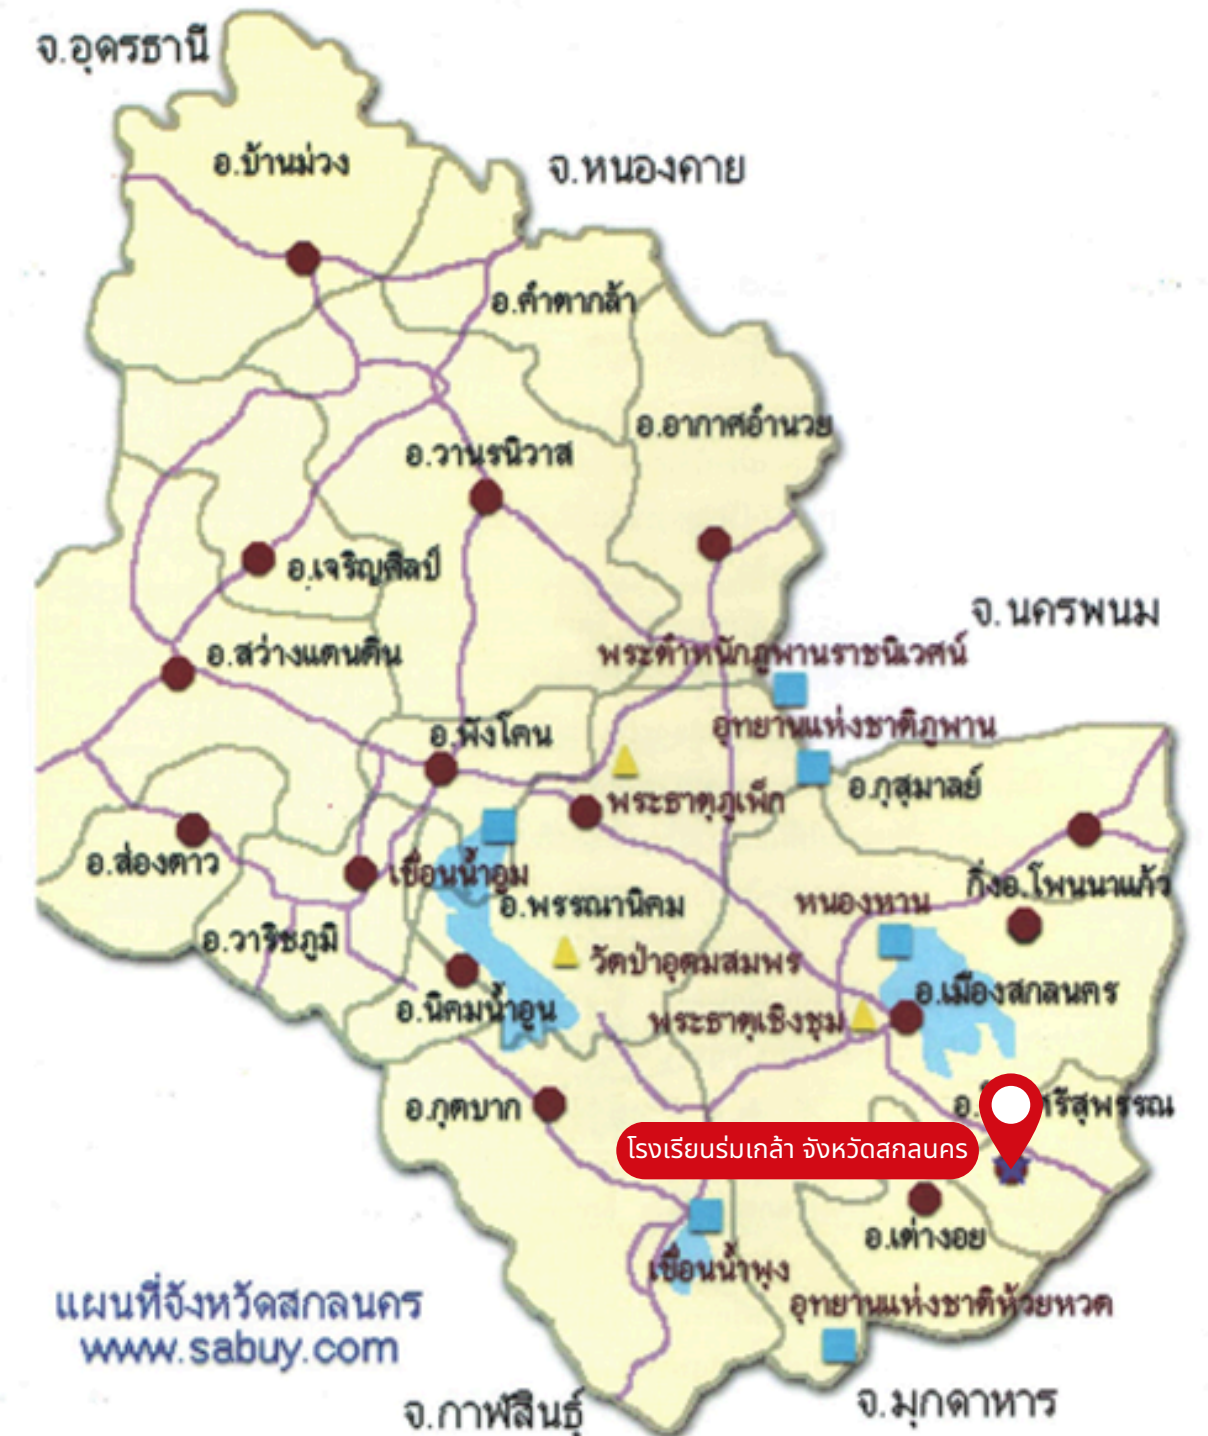 จ.อุดรธานี
อ.บ้านม่วง
จ.หนองคาย
อ.คำตากล้า
อ.อากาศอำนวย
อ.วานรนิวาส
อ.เจริญศิลป์
จ.นครพนม
อ.สว่างแดนดิน
พระตำหนักภูพานราชนิเวศน์
อุทยานแห่งชาติภูพาน
อ.พังโคน
อ.กุสุมาลย์
พระธาตุภูเพ็ก
อ.ส่องดาว
เขื่อนน้ำอูม
กิ่งอ.โพนนาแก้ว
อ.พรรณานิคม
หนองหาน
อ.วาริชภูมิ
วัดป่าอุดมสมพร
อ.เมืองสกลนคร
อ.นิคมน้ำอูน
พระธาตุเชิงชุม
อ.กุดบาก
อ. รีสุพรรณ
โรงเรียนร่มเกล้า จังหวัดสกลนคร
อ.เต่างอย
เขื่อนน้ำพุง
อุทยานแห่งชาติห้วยหวด
แผนที่จังหวัดสกลนคร
www.sabuy.com
จ.กาฬสินธุ์
จ.มุกดาหาร